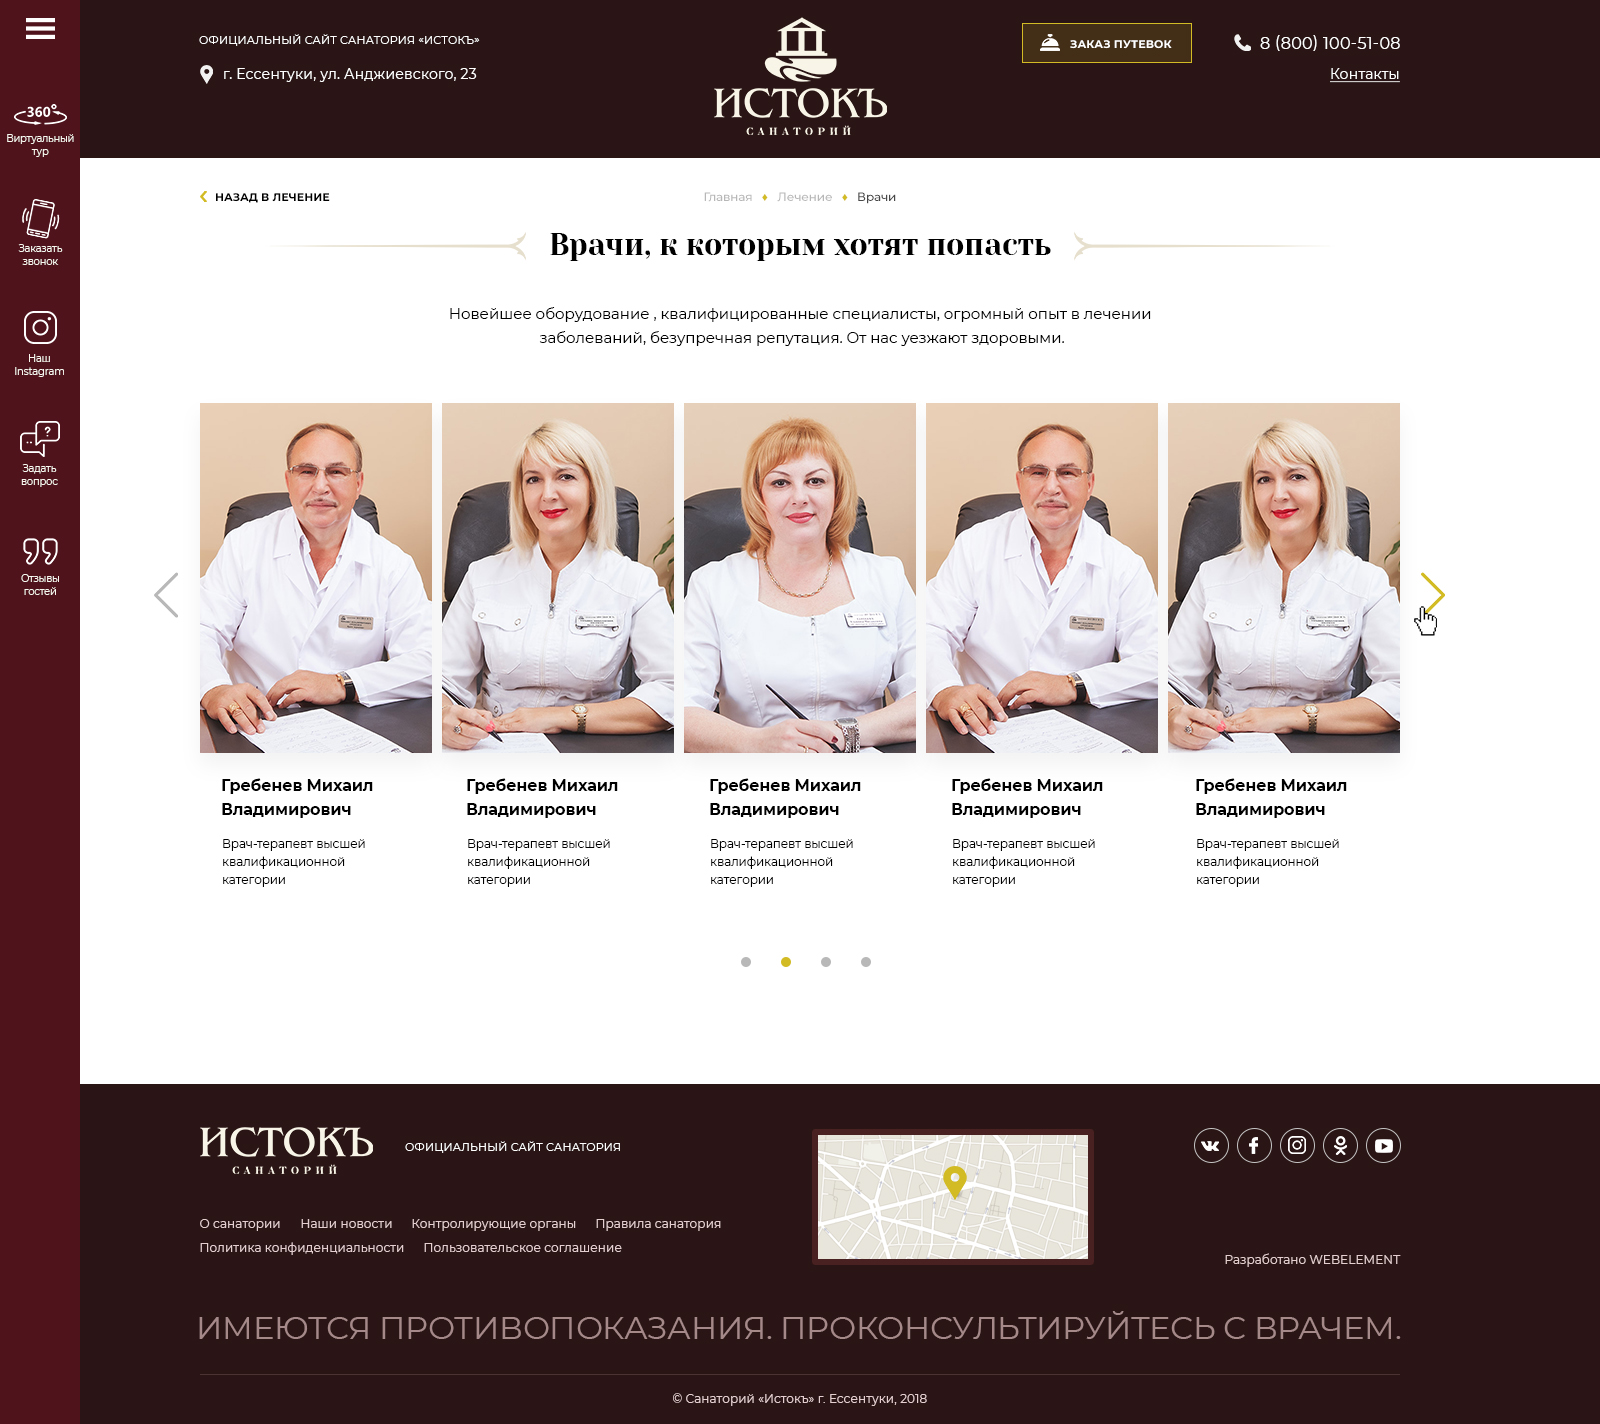 ОФИЦИАЛЬНЫЙ САЙТ САНАТОРИЯ «ИСТОКЪ»
г. Ессентуки, ул. Анджиевского, 23
ИСТОКЪ
САНАТОРИЙ
ЗАКАЗ ПУТЕВОК
8 (800) 100-51-08
Контакты
360°
Виртуальный
тур
Заказать
звонок
Наш
Instagram
Задать
вопрос
Отзывы
гостей
НАЗАД В ЛЕЧЕНИЕ
Главная ♦ Лечение ♦ Врачи
Врачи, к которым хотят попасть
Новейшее оборудование , квалифицированные специалисты, огромный опыт в лечении
заболеваний, безупречная репутация. От нас уезжают здоровыми.
Гребенев Михаил
Владимирович
Врач-терапевт высшей
квалификационной
категории
Гребенев Михаил
Владимирович
Врач-терапевт высшей
квалификационной
категории
Гребенев Михаил
Владимирович
Врач-терапевт высшей
квалификационной
категории
Гребенев Михаил
Владимирович
Врач-терапевт высшей
квалификационной
категории
Гребенев Михаил
Владимирович
Врач-терапевт высшей
квалификационной
категории
ИСТОКЪ
САНАТОРИЙ
ОФИЦИАЛЬНЫЙ САЙТ САНАТОРИЯ
О санатории Наши новости Контролирующие органы Правила санатория
Политика конфиденциальности Пользовательское соглашение
Разработано WEBELEMENT
ИМЕЮТСЯ ПРОТИВОПОКАЗАНИЯ. ПРОКОНСУЛЬТИРУЙТЕСЬ С ВРАЧЕМ.
© Санаторий «Истокъ» г. Ессентуки, 2018